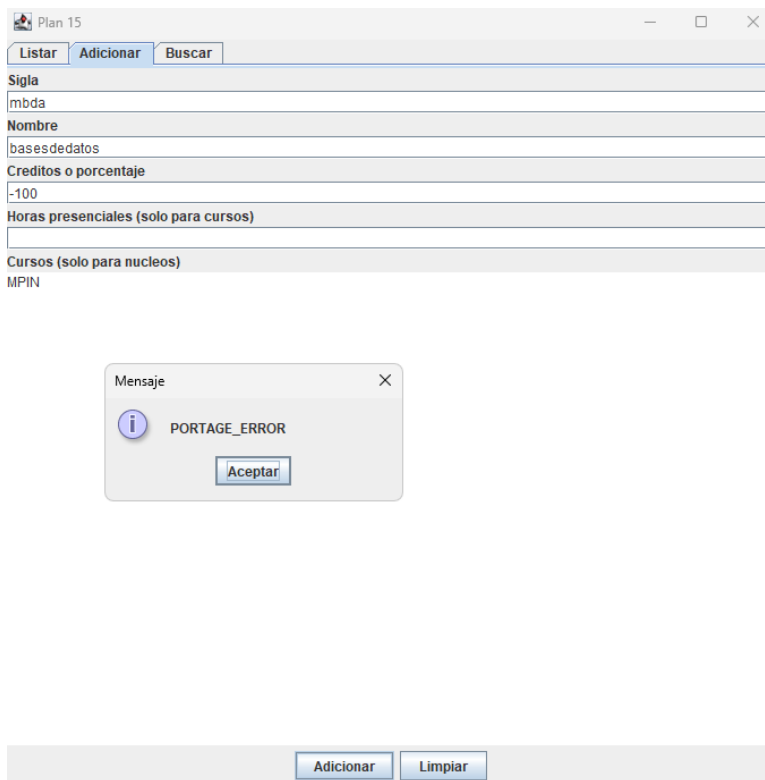 Plan 15
Listar Adicionar Buscar
Sigla
mbda
Nombre
basesdedatos
Creditos o porcentaje
-100
Horas presenciales (solo para cursos)
Cursos (solo para nucleos)
MPIN
Mensaje
PORTAGE_ERROR
Aceptar
Adicionar Limpiar